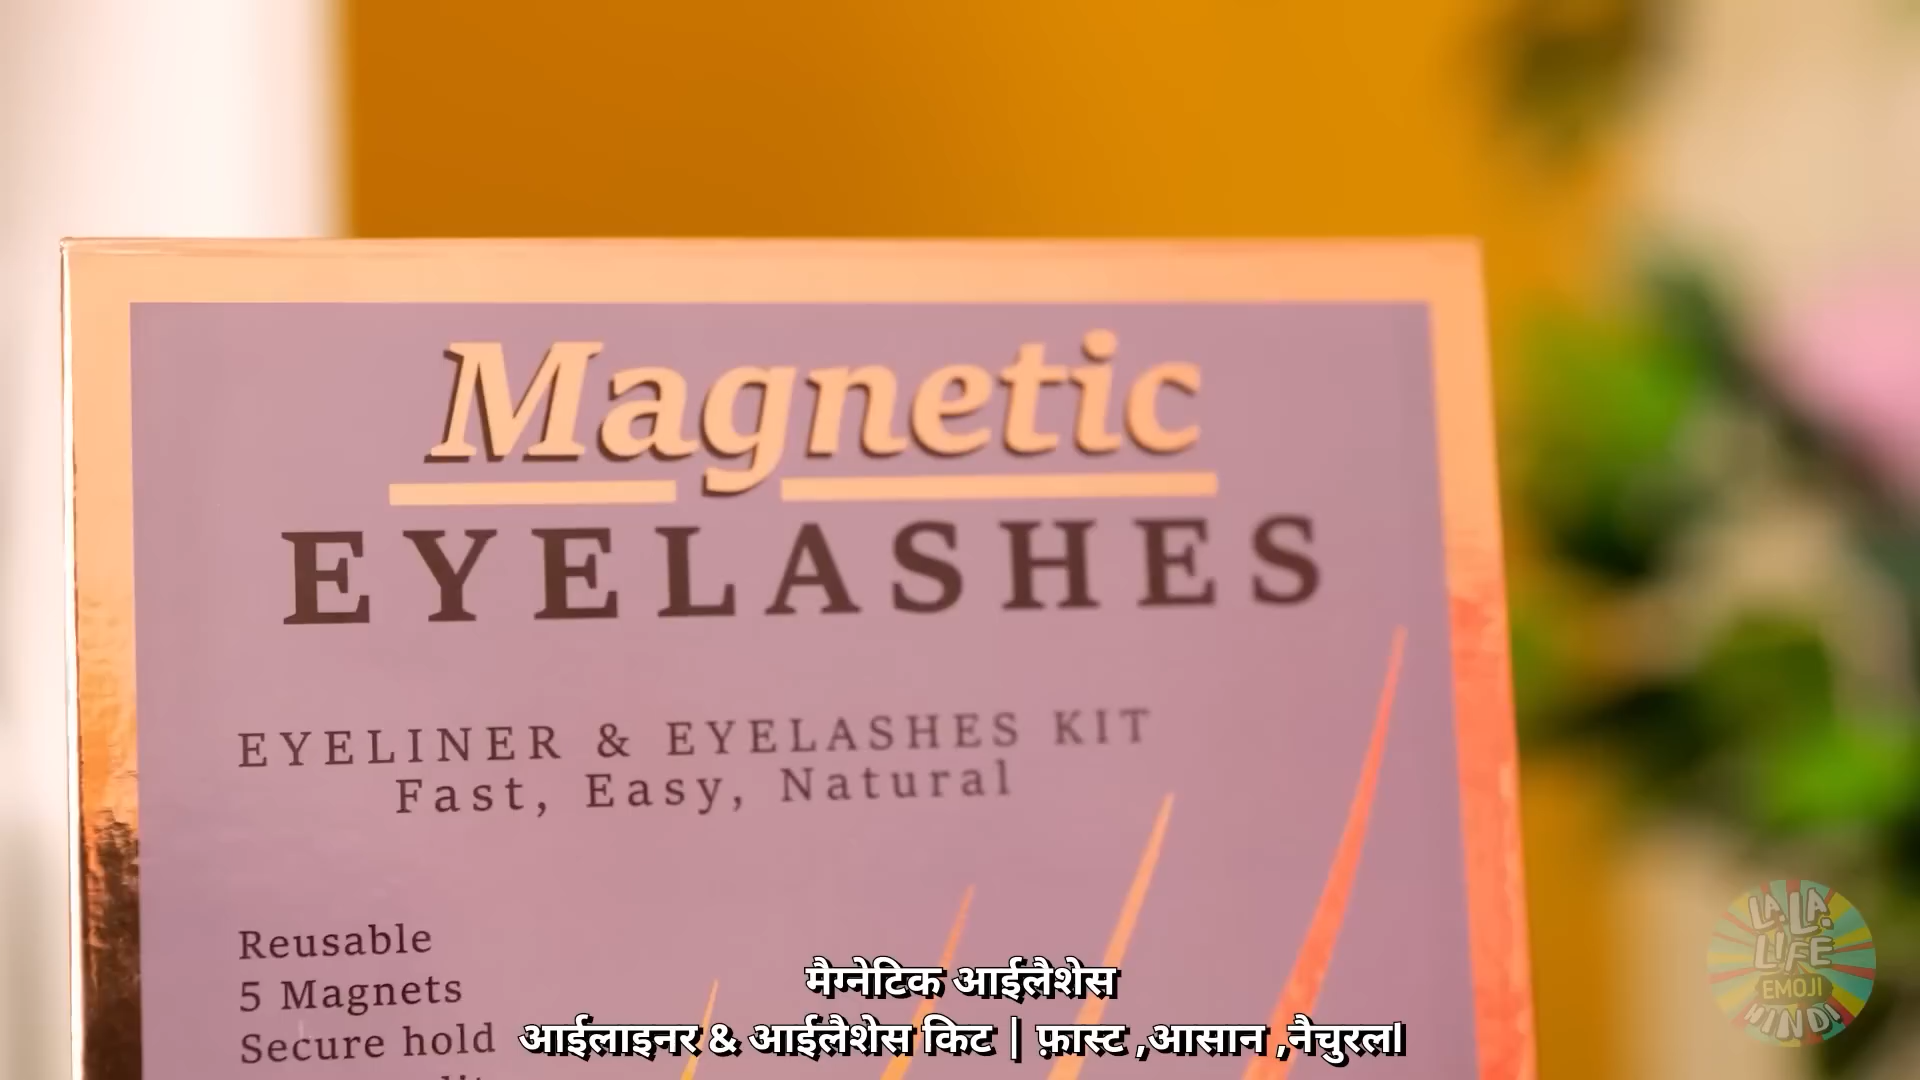 Magnetic
EYELASHES
EYELINER & EYELASHES KIT
Fast, Easy, Natural
Reusable
5 Magnets
Secure hold
मैग्नेटिक आईलैशेस
आईलाइनर & आईलैशेस किट | फ़ास्ट ,आसान ,नैचुरल।
LA.LA.
LIFE
EMOJI
HINDI